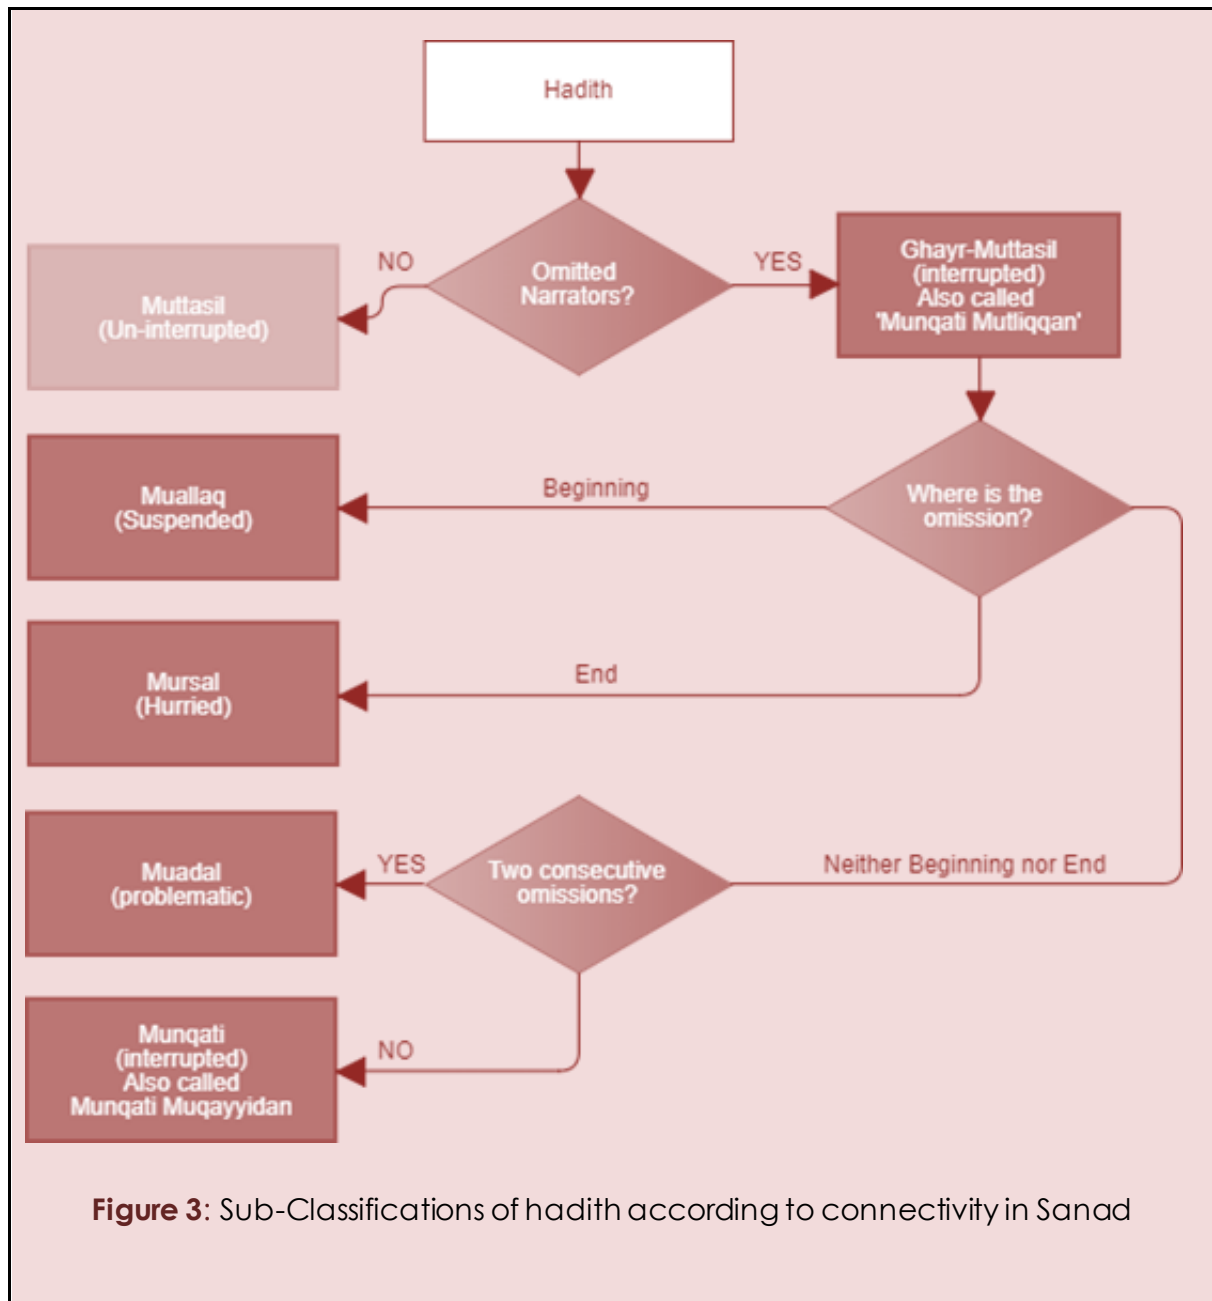 Hadith
Omitted
Narrators?
NO
YES
Muttasil
(Un-interrupted)
Ghayr-Muttasil
(interrupted)
Also called
'Munqati Mutliqqan'
Where is the
omission?
Beginning
Muallaq
(Suspended)
End
Mursal
(Hurried)
Neither Beginning nor End
Two consecutive
omissions?
YES
Muadal
(problematic)
NO
Munqati
(interrupted)
Also called
Munqati Muqayyidan
Figure 3: Sub-Classifications of hadith according to connectivity in Sanad